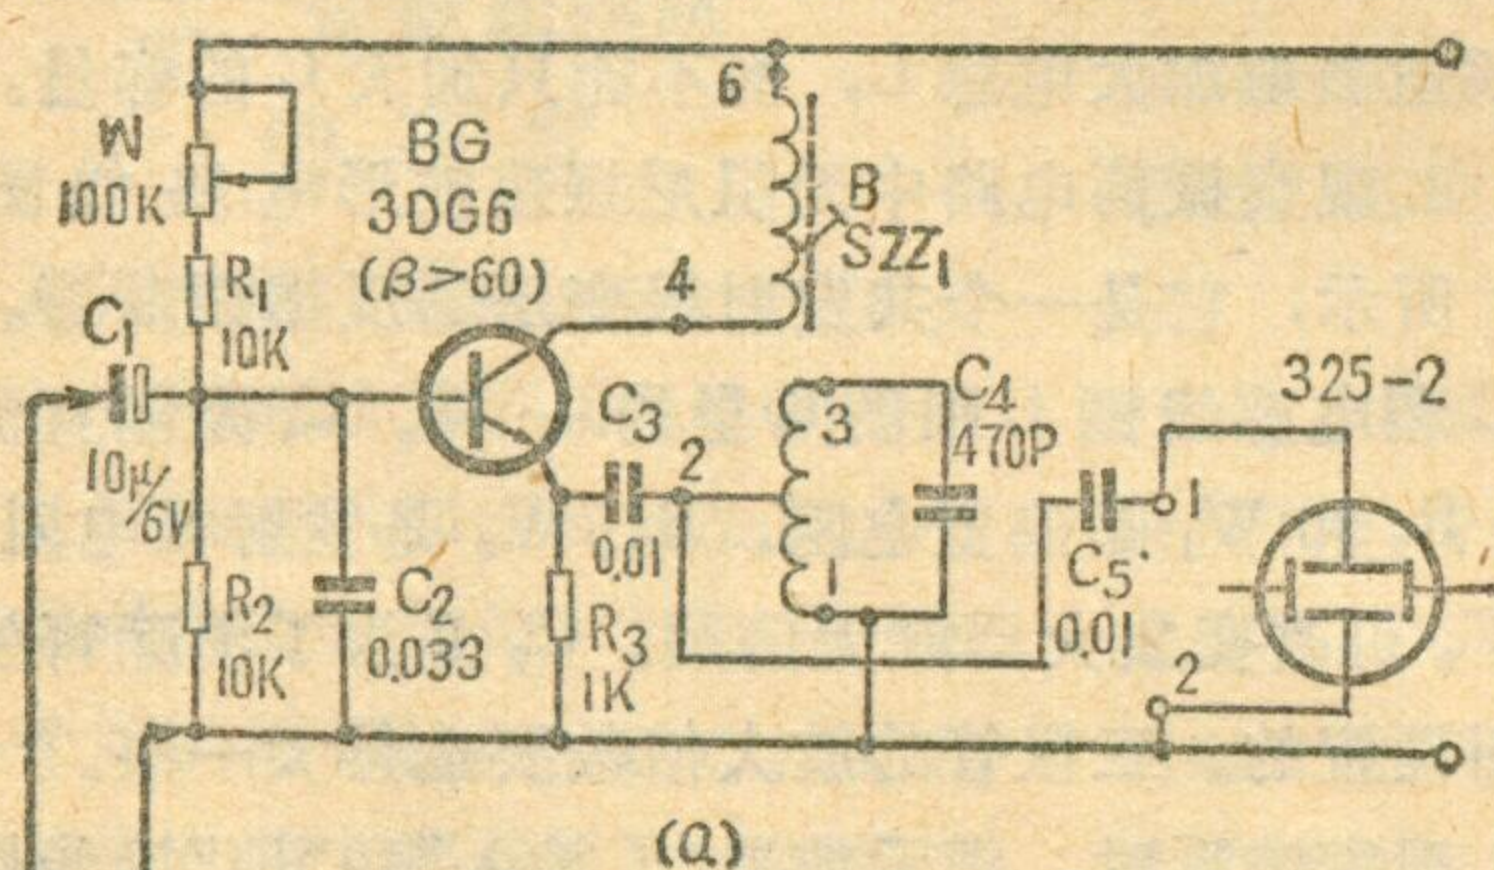 6
W
100K
BG
3DG6
(β>60)
B
SZZ₁
R₁
10K
4
C₁
10μ/6V
C₃
0.01
2
3
C₄
470P
325-2
1
C₅
0.01
R₂
10K
C₂
0.033
R₃
1K
1
2
(a)